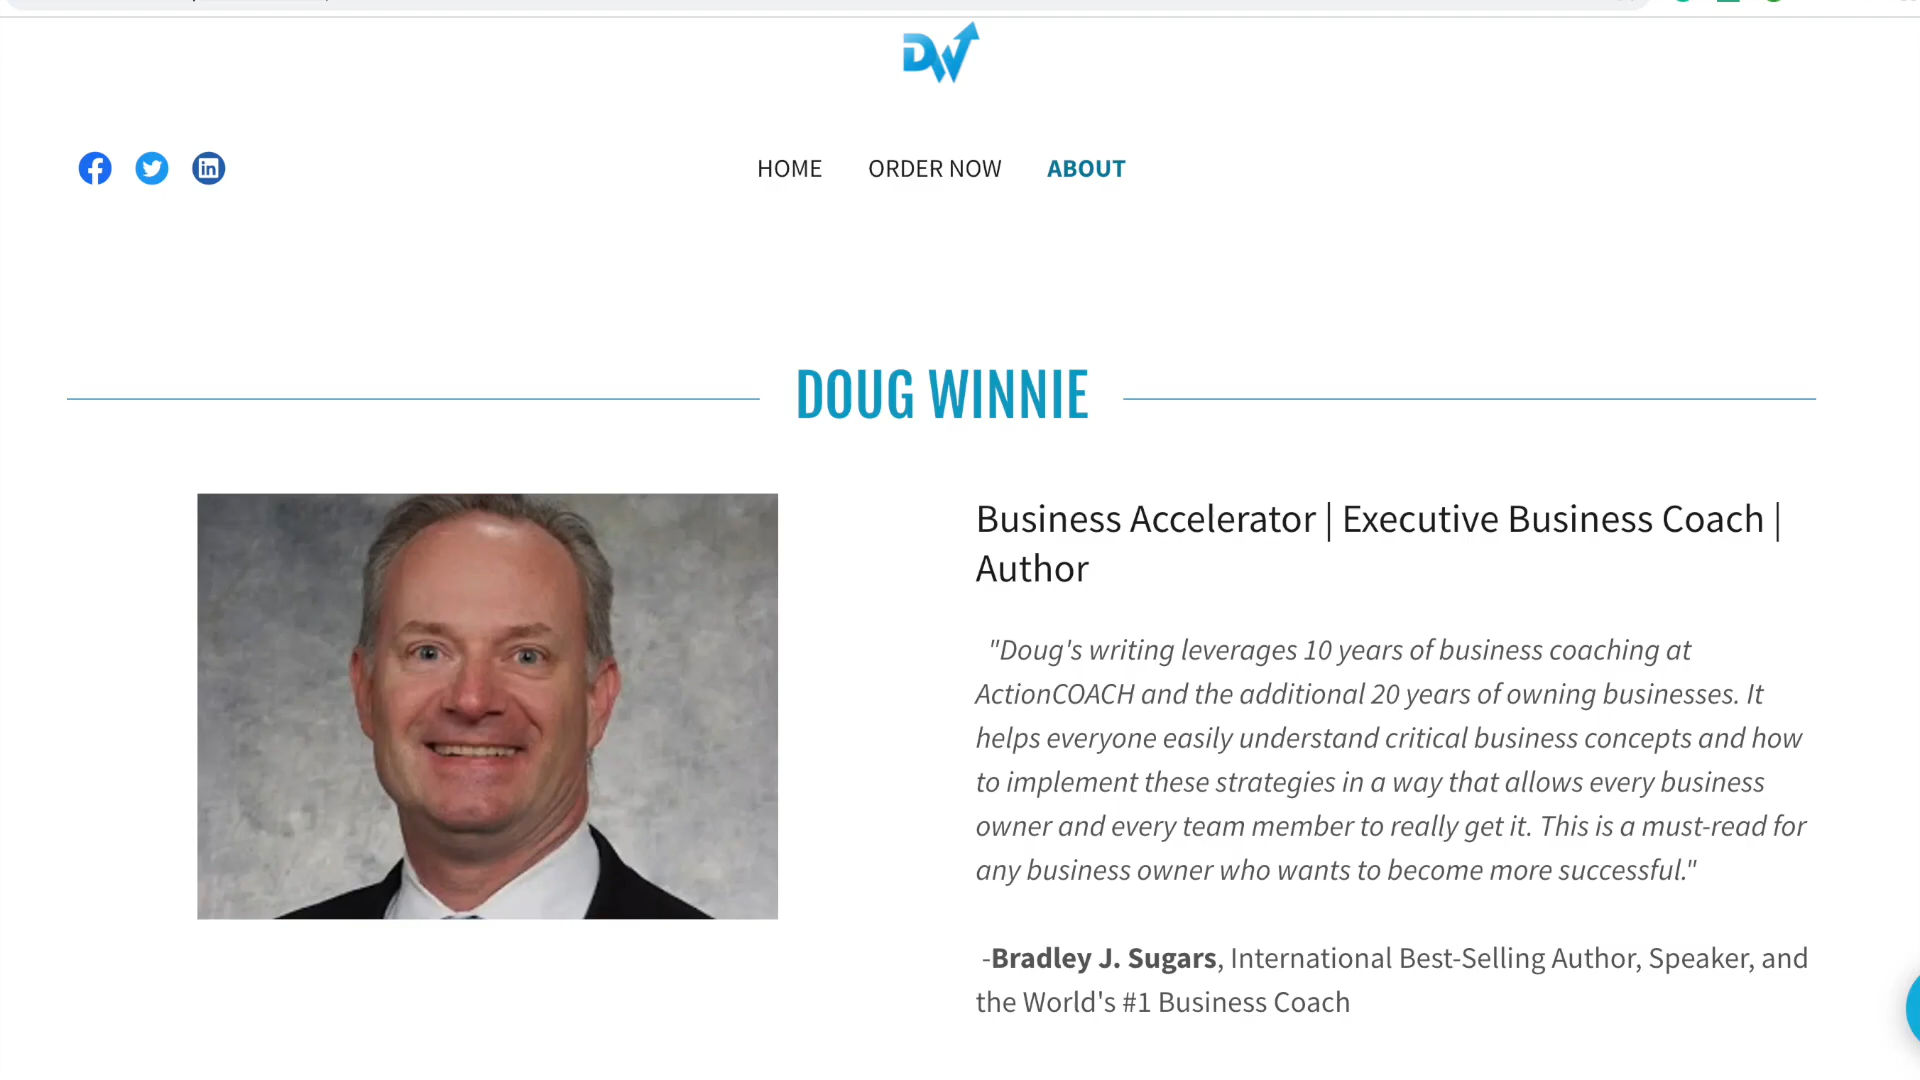 DW
HOME ORDER NOW ABOUT
DOUG WINNIE
Business Accelerator | Executive Business Coach |
Author
"Doug's writing leverages 10 years of business coaching at
ActionCOACH and the additional 20 years of owning businesses. It
helps everyone easily understand critical business concepts and how
to implement these strategies in a way that allows every business
owner and every team member to really get it. This is a must-read for
any business owner who wants to become more successful."
-Bradley J. Sugars, International Best-Selling Author, Speaker, and
the World's #1 Business Coach